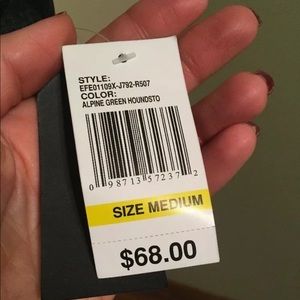 STYLE:
EFE01109X-J792-R507
COLOR:
ALPINE GREEN HOUNDSTO
0 98713 57237 2
SIZE MEDIUM
$68.00